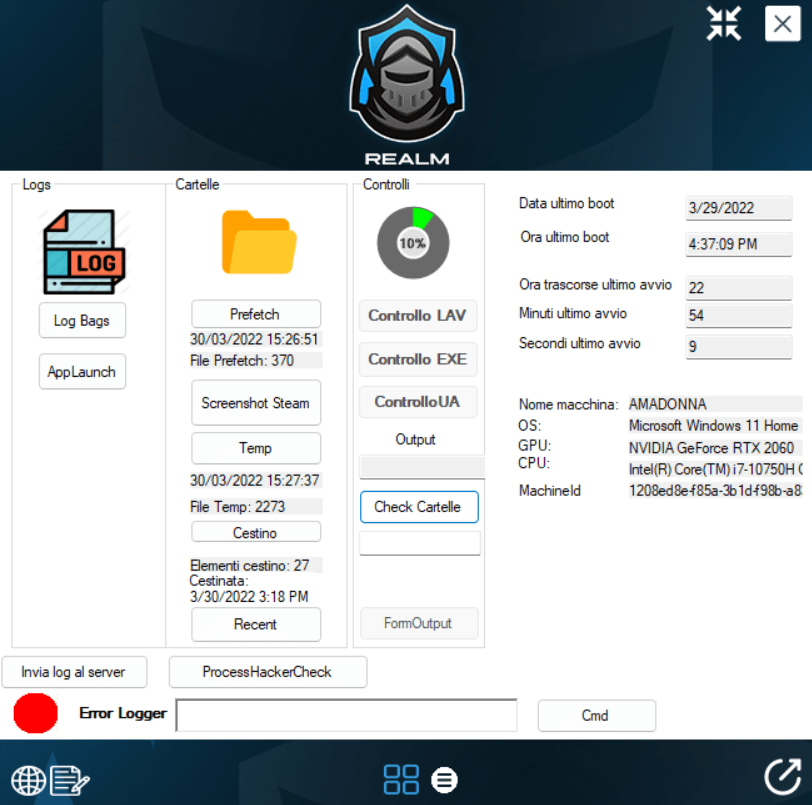 REALM
Logs
LOG
Log Bags
AppLaunch
Cartelle
Prefetch
30/03/2022 15:26:51
File Prefetch: 370
Screenshot Steam
Temp
30/03/2022 15:27:37
File Temp: 2273
Cestino
Elementi cestino: 27
Cestinata:
3/30/2022 3:18 PM
Recent
Controlli
10%
Controllo LAV
Controllo EXE
ControlloUA
Output
Check Cartelle
FormOutput
Data ultimo boot 3/29/2022
Ora ultimo boot 4:37:09 PM
Ora trascorse ultimo avvio 22
Minuti ultimo avvio 54
Secondi ultimo avvio 9
Nome macchina: AMADONNA
OS: Microsoft Windows 11 Home
GPU: NVIDIA GeForce RTX 2060
CPU: Intel(R) Core(TM) i7-10750H C
MachineId 1208ed8e-f85a-3b1d-f98b-a8
Invia log al server
ProcessHackerCheck
Error Logger
Cmd